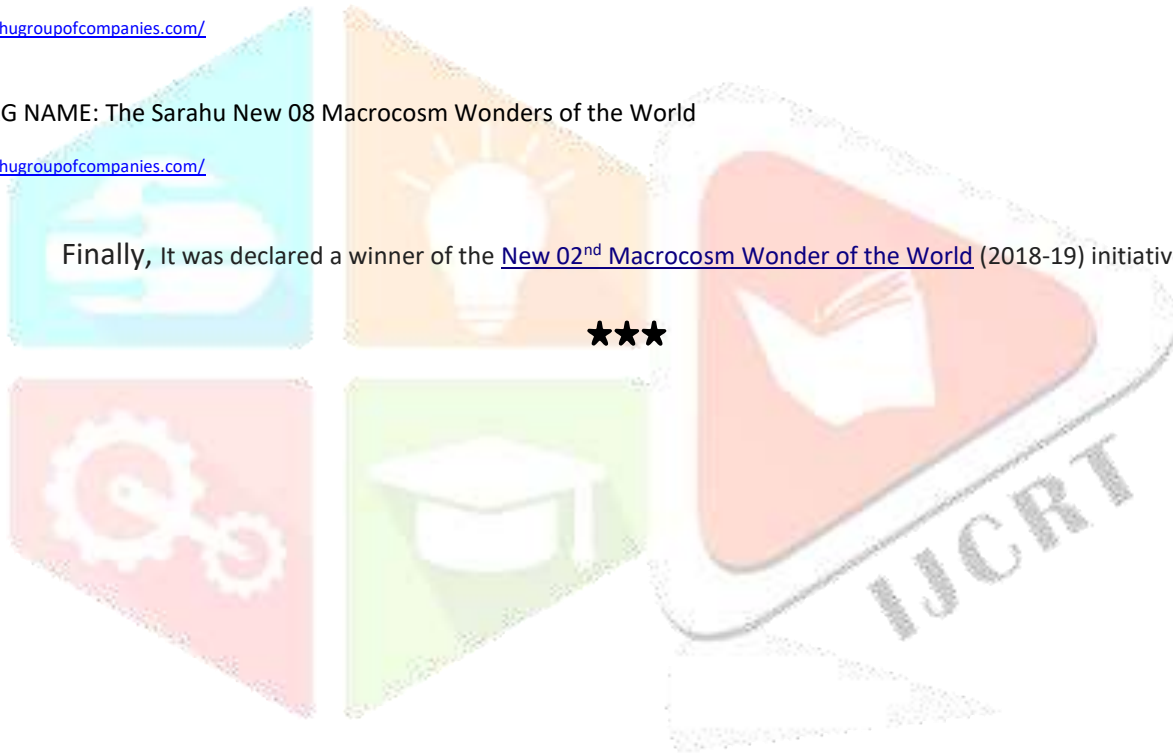 hugroupofcompanies.com/
G NAME: The Sarahu New 08 Macrocosm Wonders of the World
hugroupofcompanies.com/
Finally, It was declared a winner of the New 02nd Macrocosm Wonder of the World (2018-19) initiativ
★★★
IJCRT